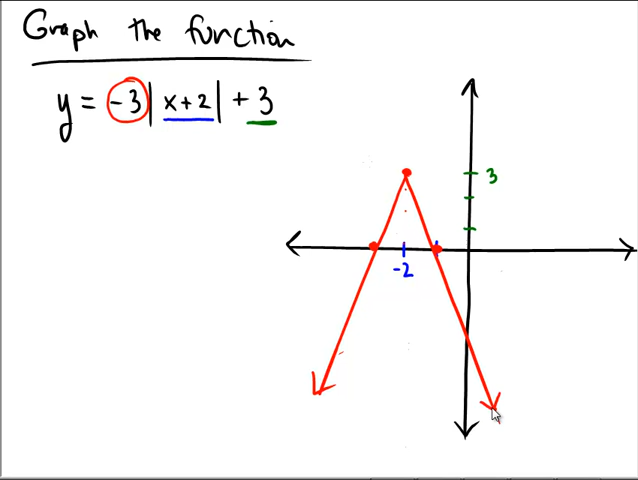 Graph the function
y = -3|x+2| + 3
3
-2